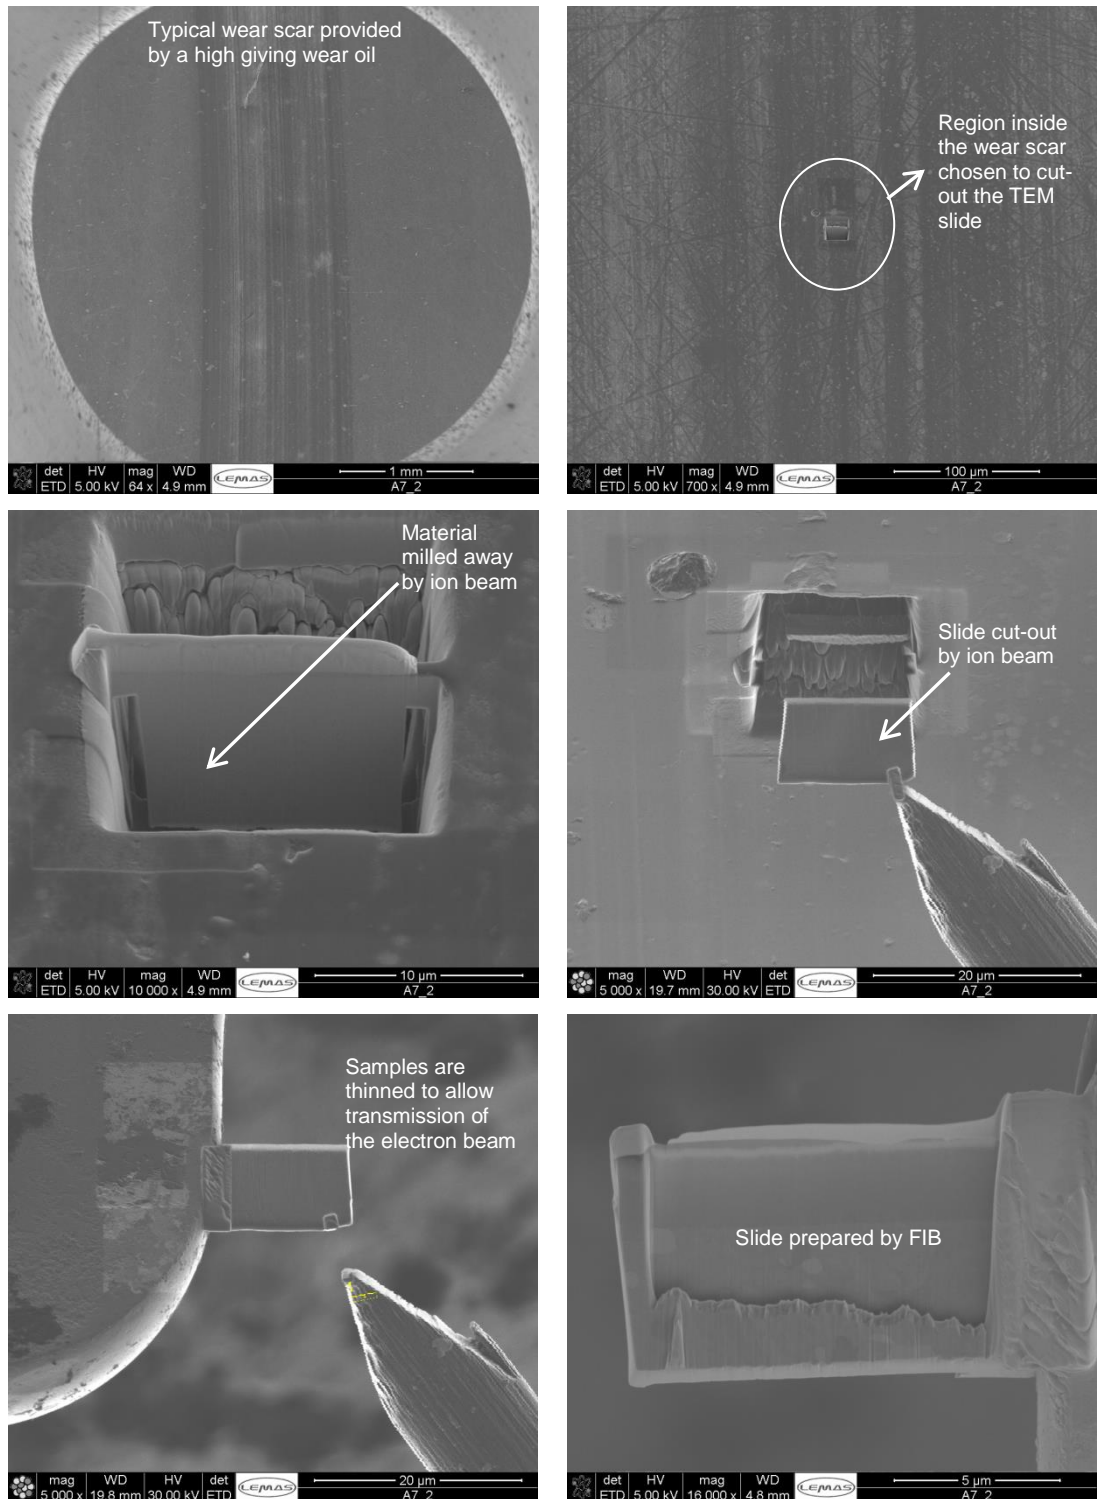 Typical wear scar provided
by a high giving wear oil
det HV mag WD
ETD 5.00 kV 64 x 4.9 mm LEMAS 1 mm
A7_2
Region inside
the wear scar
chosen to cut-
out the TEM
slide
det HV mag WD
ETD 5.00 kV 700 x 4.9 mm LEMAS 100 µm
A7_2
Material
milled away
by ion beam
det HV mag WD
ETD 5.00 kV 10 000 x 4.9 mm LEMAS 10 µm
A7_2
Slide cut-out
by ion beam
mag WD HV det
5 000 x 19.7 mm 30.00 kV ETD LEMAS 20 µm
A7_2
Samples are
thinned to allow
transmission of
the electron beam
mag WD HV det
5 000 x 19.8 mm 30.00 kV ETD LEMAS 20 µm
A7_2
Slide prepared by FIB
det HV mag WD
ETD 5.00 kV 16 000 x 4.8 mm LEMAS 5 µm
A7_2